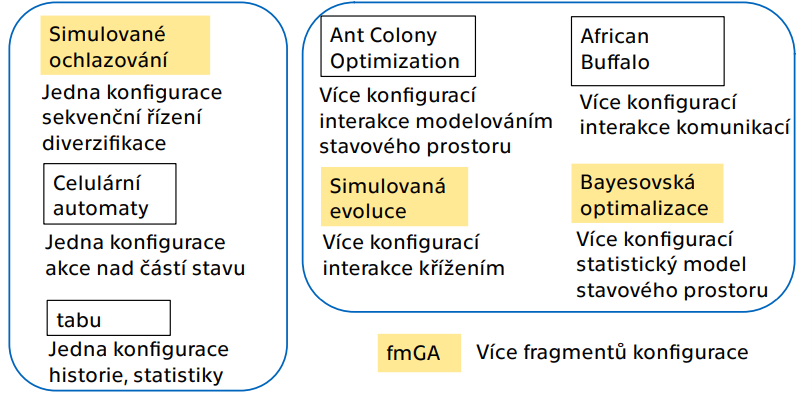 Simulované
ochlazování
Jedna konfigurace
sekvenční řízení
diverzifikace
Celulární
automaty
Jedna konfigurace
akce nad částí stavu
tabu
Jedna konfigurace
historie, statistiky
Ant Colony
Optimization
Více konfigurací
interakce modelováním
stavového prostoru
African
Buffalo
Více konfigurací
interakce komunikací
Simulovaná
evoluce
Více konfigurací
interakce křížením
Bayesovská
optimalizace
Více konfigurací
statistický model
stavového prostoru
fmGA
Více fragmentů konfigurace